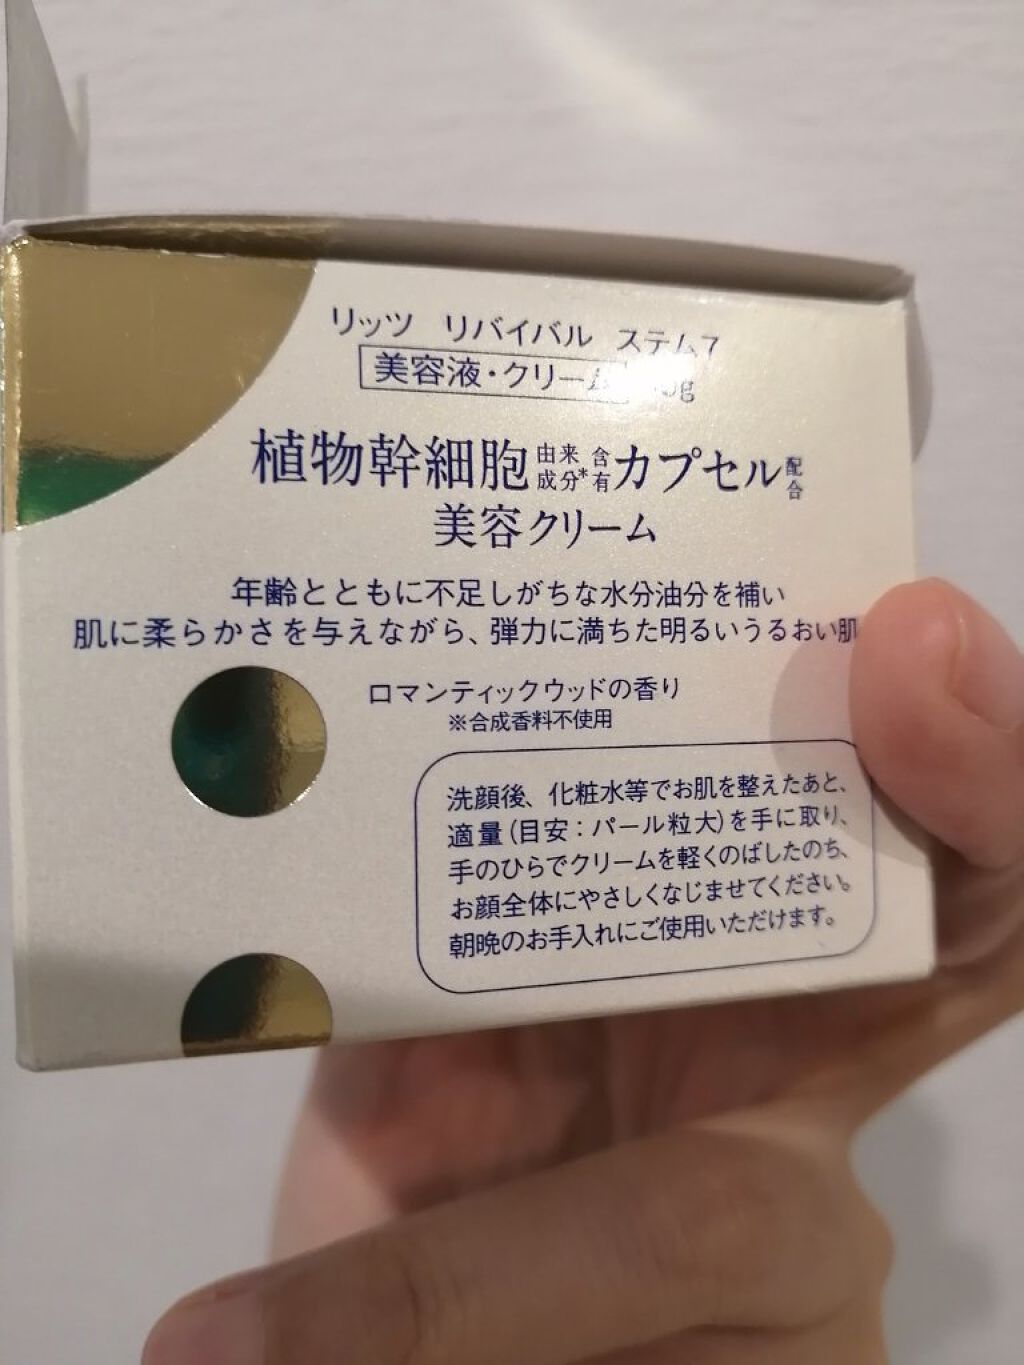 リッツ リバイバル ステム7
美容液・クリーム
植物幹細胞由来成分*含有カプセル配合
美容クリーム
年齢とともに不足しがちな水分油分を補い
肌に柔らかさを与えながら、弾力に満ちた明るいうるおい肌
ロマンティックウッドの香り
※合成香料不使用
洗顔後、化粧水等でお肌を整えたあと、
適量(目安：パール粒大)を手に取り、
手のひらでクリームを軽くのばしたのち、
お顔全体にやさしくなじませてください。
朝晩のお手入れにご使用いただけます。